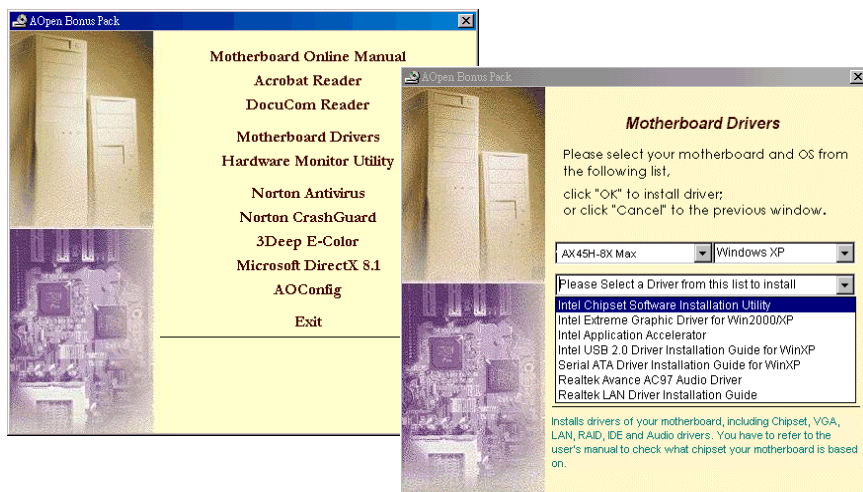 AOpen Bonus Pack
Motherboard Online Manual
Acrobat Reader
DocuCom Reader
Motherboard Drivers
Hardware Monitor Utility
Norton Antivirus
Norton CrashGuard
3Deep E-Color
Microsoft DirectX 8.1
AOConfig
Exit
AOpen Bonus Pack
Motherboard Drivers
Please select your motherboard and OS from
the following list,
click "OK" to install driver;
or click "Cancel" to the previous window.
AX45H-8X Max Windows XP
Please Select a Driver from this list to install
Intel Chipset Software Installation Utility
Intel Extreme Graphic Driver for Win2000/XP
Intel Application Accelerator
Intel USB 2.0 Driver Installation Guide for WinXP
Serial ATA Driver Installation Guide for WinXP
Realtek Avance AC97 Audio Driver
Realtek LAN Driver Installation Guide
Installs drivers of your motherboard, including Chipset, VGA,
LAN, RAID, IDE and Audio drivers. You have to refer to the
user's manual to check what chipset your motherboard is based
on.